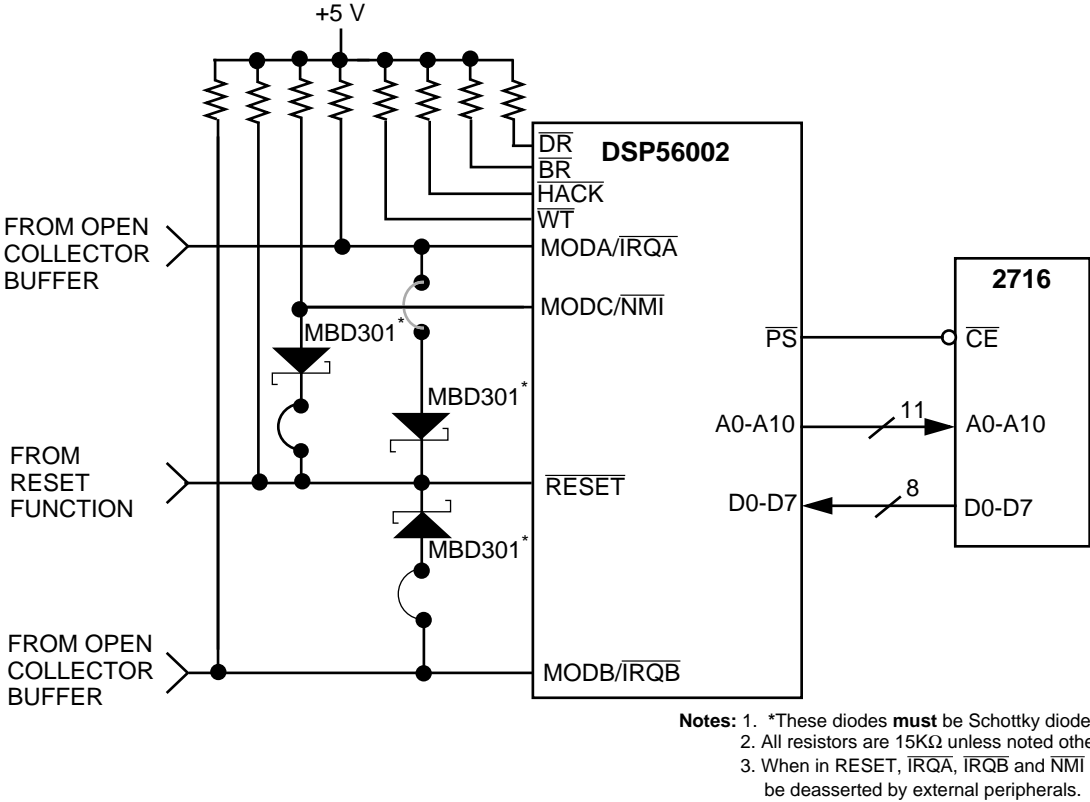 +5 V
DR
BR
HACK
WT
DSP56002
FROM OPEN
COLLECTOR
BUFFER
MODA/IRQA
MODC/NMI
MBD301*
MBD301*
2716
PS
CE
A0-A10
11
A0-A10
FROM
RESET
FUNCTION
RESET
D0-D7
8
D0-D7
MBD301*
FROM OPEN
COLLECTOR
BUFFER
MODB/IRQB
Notes: 1. *These diodes must be Schottky diode
2. All resistors are 15KΩ unless noted othe
3. When in RESET, IRQA, IRQB and NMI
be deasserted by external peripherals.